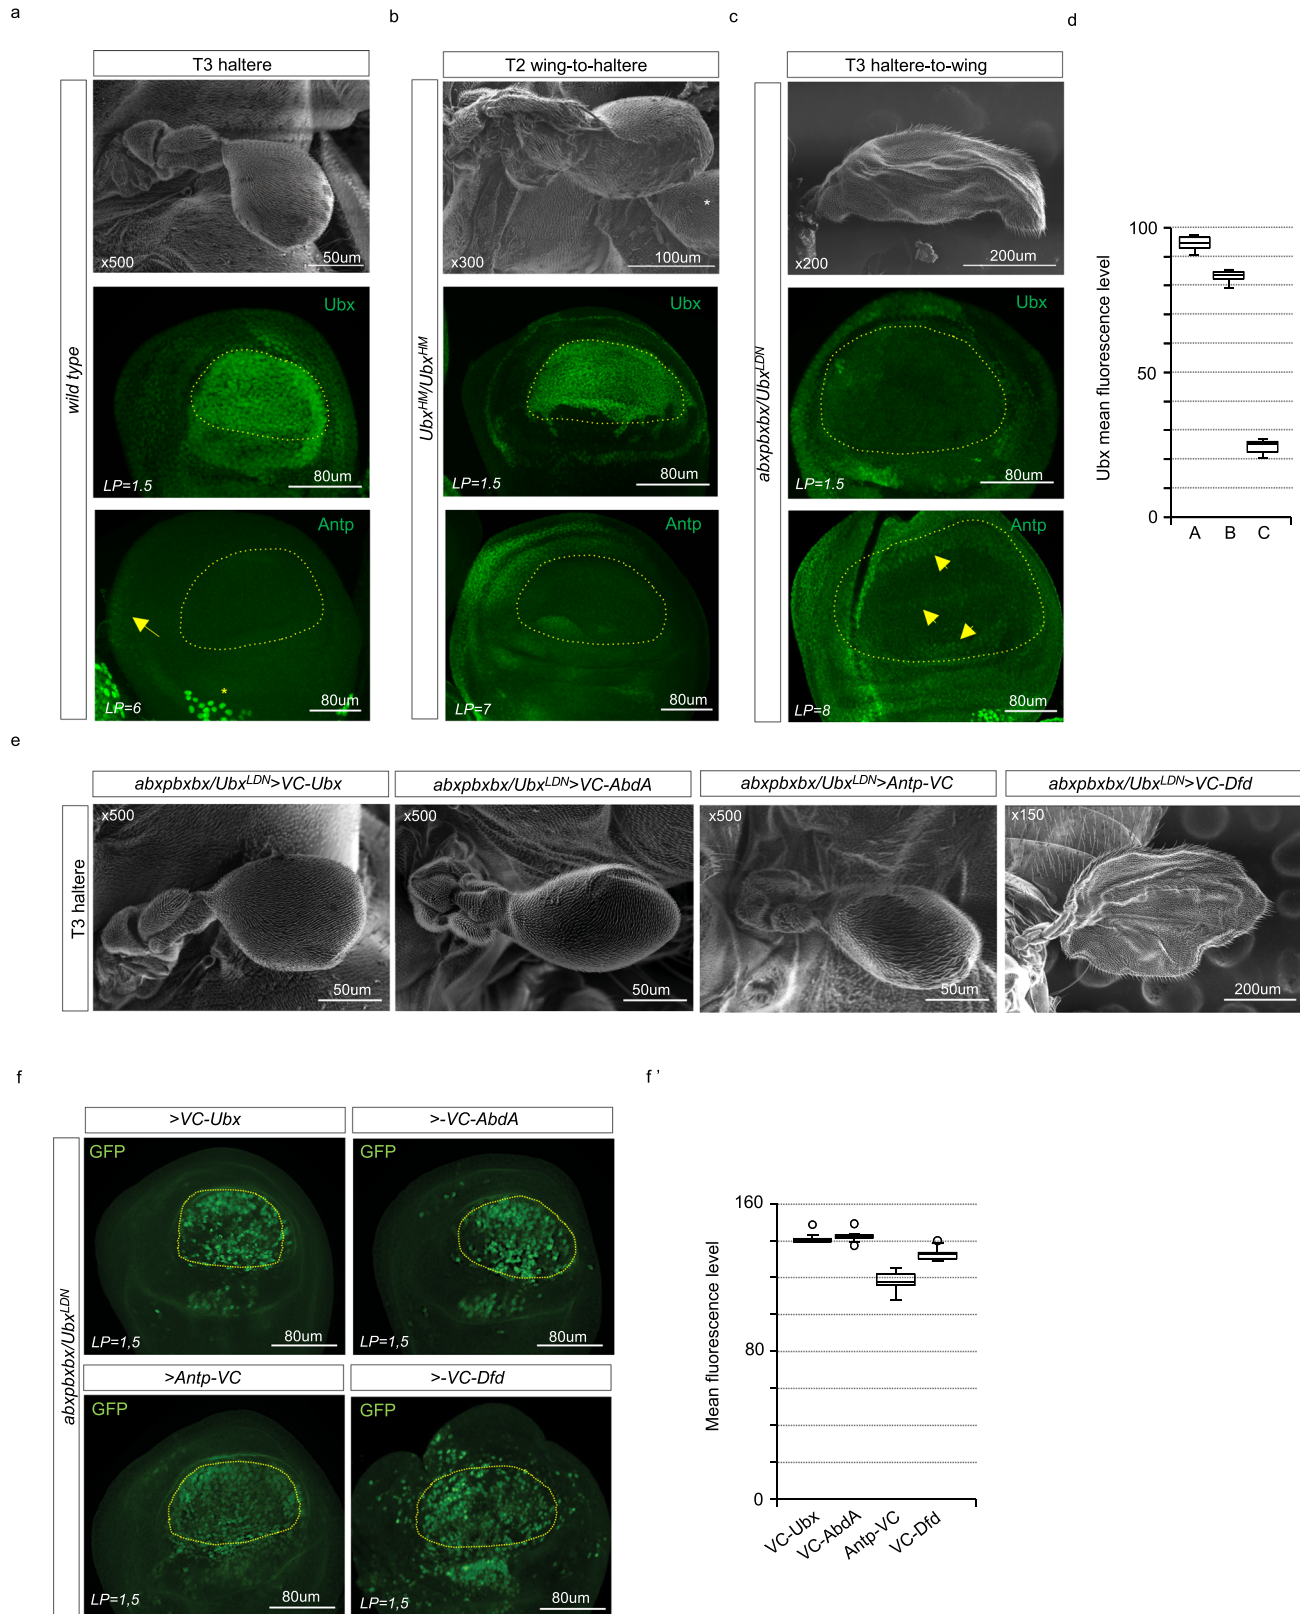 a
b
c
d
T3 haltere
T2 wing-to-haltere
T3 haltere-to-wing
wild type
Ubx^HM/Ubx^HM
abxpbxbx/Ubx^LDN
x500
50um
x300
100um
*
x200
200um
Ubx
LP=1.5
80um
Ubx
LP=1.5
80um
Ubx
LP=1.5
80um
Antp
*
LP=6
80um
Antp
LP=7
80um
Antp
LP=8
80um
Ubx mean fluorescence level
100
50
0
A B C
e
abxpbxbx/Ubx^LDN>VC-Ubx
abxpbxbx/Ubx^LDN>VC-AbdA
abxpbxbx/Ubx^LDN>Antp-VC
abxpbxbx/Ubx^LDN>VC-Dfd
T3 haltere
x500
50um
x500
50um
x500
50um
x150
200um
f
f '
>VC-Ubx
>-VC-AbdA
abxpbxbx/Ubx^LDN
GFP
LP=1,5
80um
GFP
LP=1,5
80um
>Antp-VC
>-VC-Dfd
GFP
LP=1,5
80um
GFP
LP=1,5
80um
Mean fluorescence level
160
80
0
VC-Ubx
VC-AbdA
Antp-VC
VC-Dfd